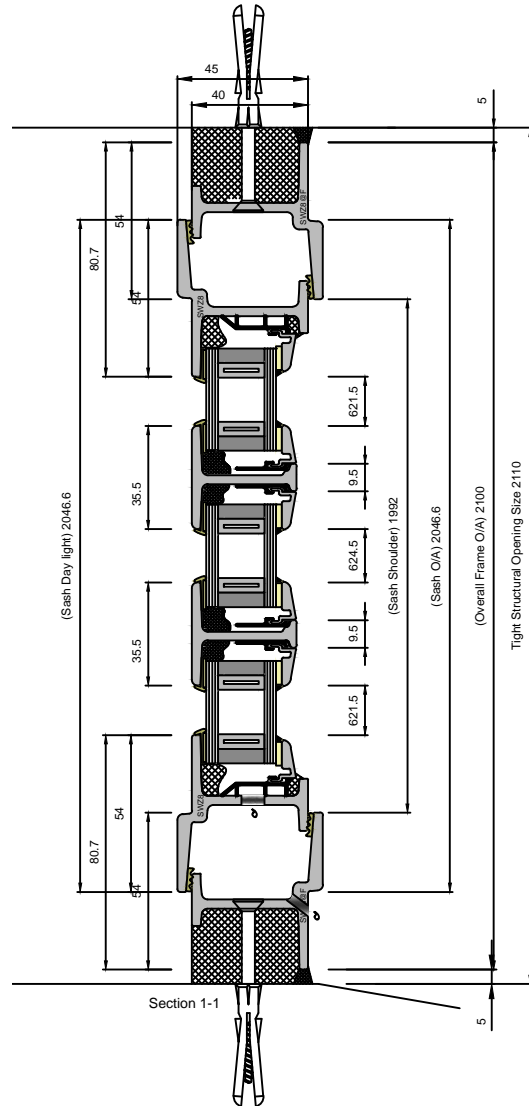 45
40
5
SWZ8@F
54
80.7
54
SWZ8
621.5
9.5
35.5
(Sash Day light) 2046.6
624.5
(Sash Shoulder) 1992
(Sash O/A) 2046.6
(Overall Frame O/A) 2100
Tight Structural Opening Size 2110
35.5
9.5
621.5
SWZ8
54
80.7
54
Section 1-1
5